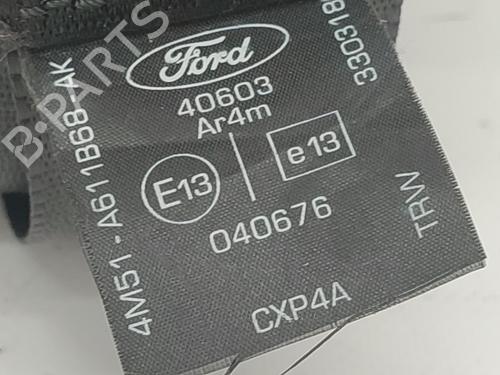 Ford
40603
Ar4m
E13
e13
040676
CXP4A
4M51-A611B68-AK
TRW
330318
B-PARTS